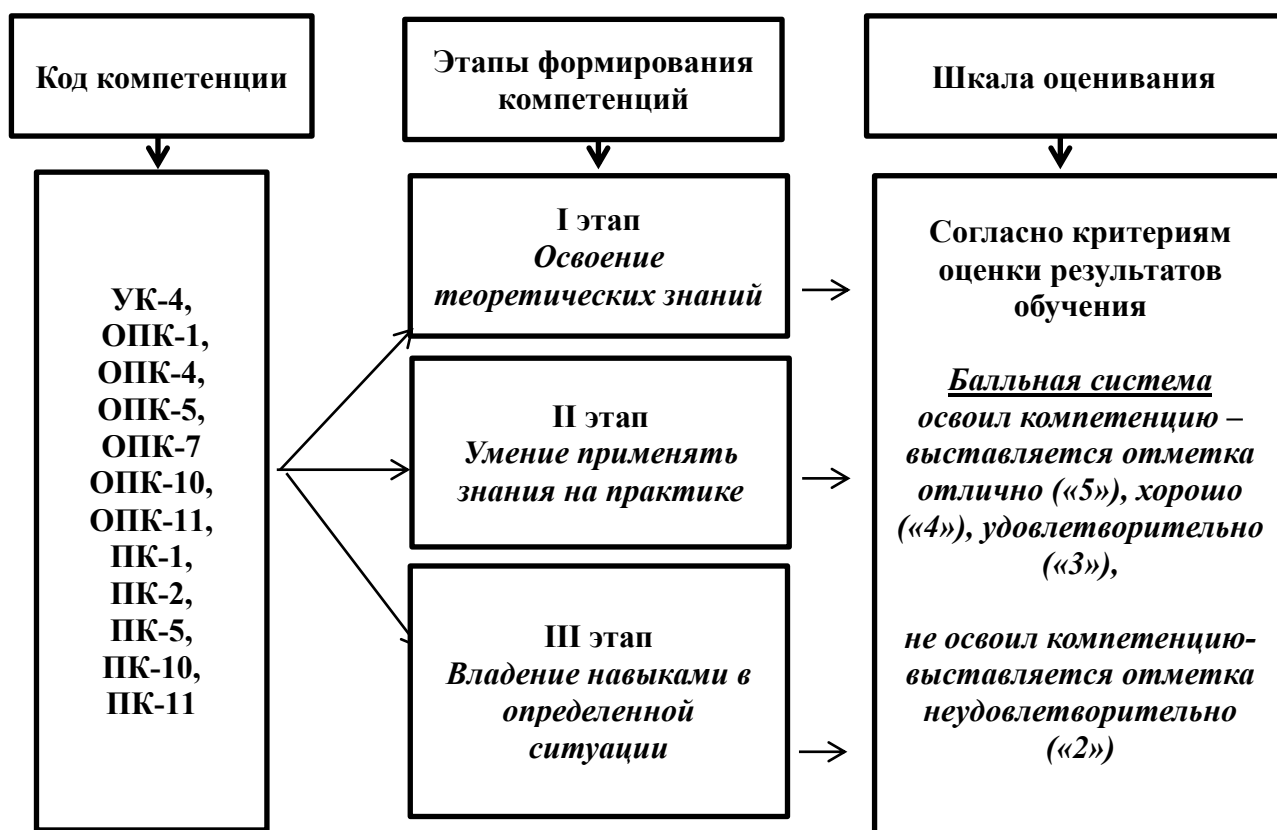 Код компетенции
Этапы формирования
компетенций
Шкала оценивания
УК-4,
ОПК-1,
ОПК-4,
ОПК-5,
ОПК-7
ОПК-10,
ОПК-11,
ПК-1,
ПК-2,
ПК-5,
ПК-10,
ПК-11
I этап
Освоение
теоретических знаний
II этап
Умение применять
знания на практике
III этап
Владение навыками в
определенной
ситуации
Согласно критериям
оценки результатов
обучения
Балльная система
освоил компетенцию –
выставляется отметка
отлично («5»), хорошо
(«4»), удовлетворительно
(«3»),
не освоил компетенцию-
выставляется отметка
неудовлетворительно
(«2»)